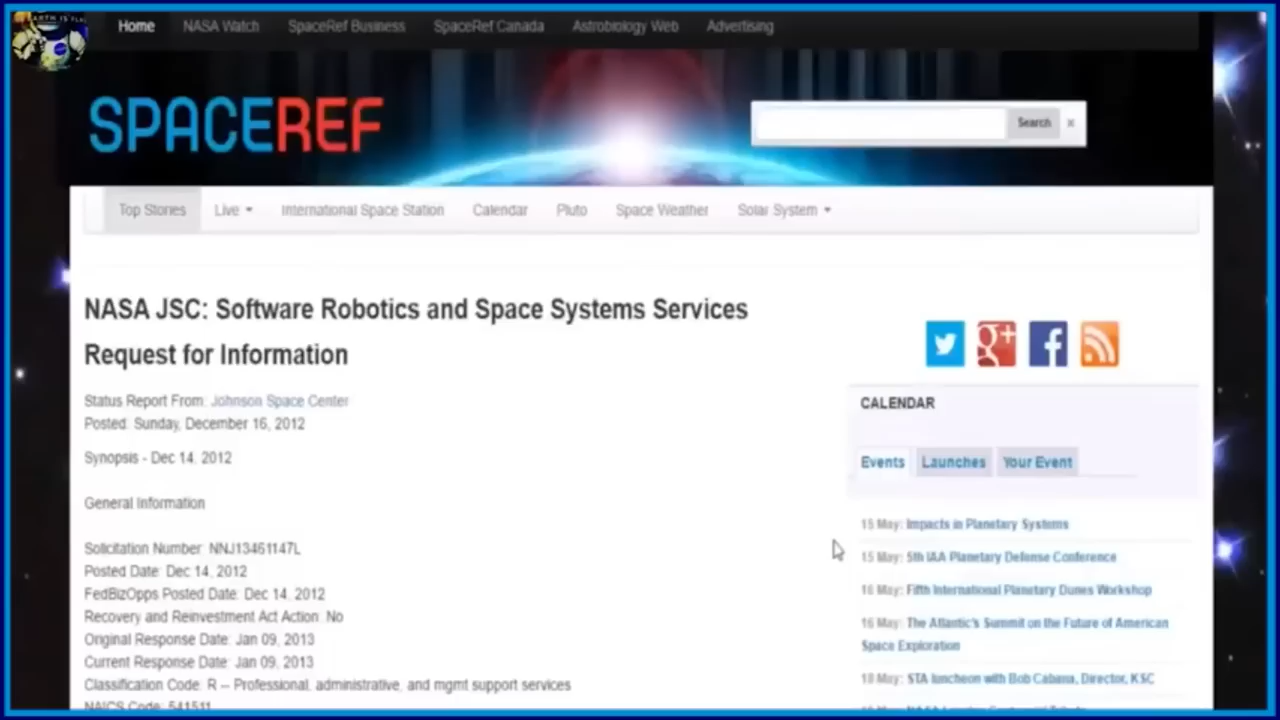 EARTH IS FLA
Home NASA Watch SpaceRef Business SpaceRef Canada Astrobiology Web Advertising
SPACEREF
Search ×
Top Stories Live International Space Station Calendar Pluto Space Weather Solar System
NASA JSC: Software Robotics and Space Systems Services
Request for Information
Status Report From: Johnson Space Center
Posted: Sunday, December 16, 2012
Synopsis - Dec 14, 2012
General Information
Solicitation Number: NNJ13461147L
Posted Date: Dec 14, 2012
FedBizOpps Posted Date: Dec 14, 2012
Recovery and Reinvestment Act Action: No
Original Response Date: Jan 09, 2013
Current Response Date: Jan 09, 2013
Classification Code: R -- Professional, administrative, and mgmt support services
NAICS Code: 541511
CALENDAR
Events Launches Your Event
15 May: Impacts in Planetary Systems
15 May: 5th IAA Planetary Defense Conference
16 May: Fifth International Planetary Dunes Workshop
16 May: The Atlantic's Summit on the Future of American
Space Exploration
18 May: STA luncheon with Bob Cabana, Director, KSC